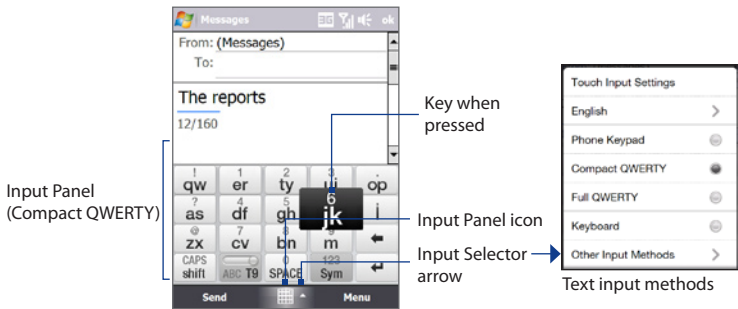 Messages ok
From: (Messages)
To:
The reports
12/160
! 1 2 3 .
qw er ty ui op
? 4 5 6
as df gh jk l
@ 7 8 9
zx cv bn m
CAPS 0 123
shift ABC T9 SPACE Sym
Send Menu
Input Panel
(Compact QWERTY)
Key when
pressed
Input Panel icon
Input Selector
arrow
Touch Input Settings
English
Phone Keypad
Compact QWERTY
Full QWERTY
Keyboard
Other Input Methods
Text input methods